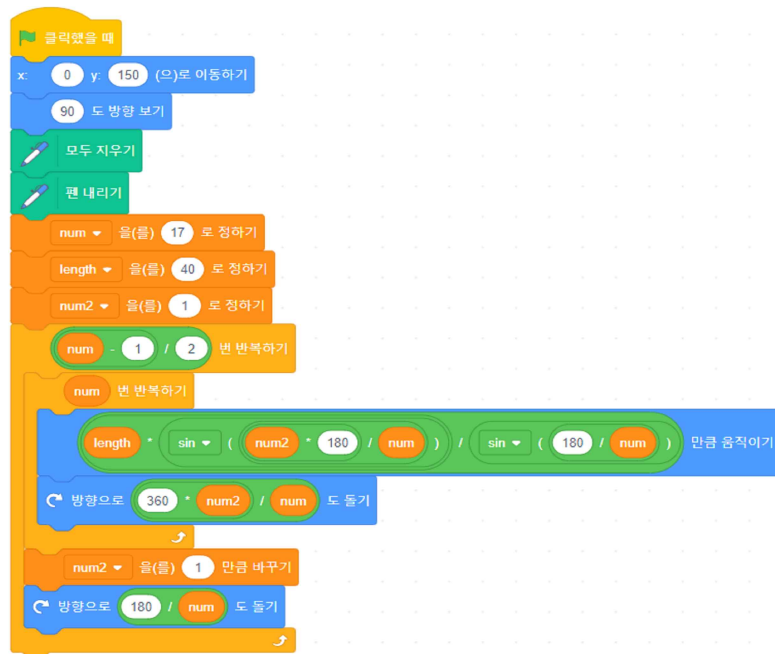 클릭했을 때
x: 0 y: 150 (으)로 이동하기
90 도 방향 보기
모두 지우기
펜 내리기
num 을(를) 17 로 정하기
length 을(를) 40 로 정하기
num2 을(를) 1 로 정하기
num - 1 / 2 번 반복하기
num 번 반복하기
length * sin ( num2 * 180 / num ) / sin ( 180 / num ) 만큼 움직이기
방향으로 360 * num2 / num 도 돌기
num2 을(를) 1 만큼 바꾸기
방향으로 180 / num 도 돌기